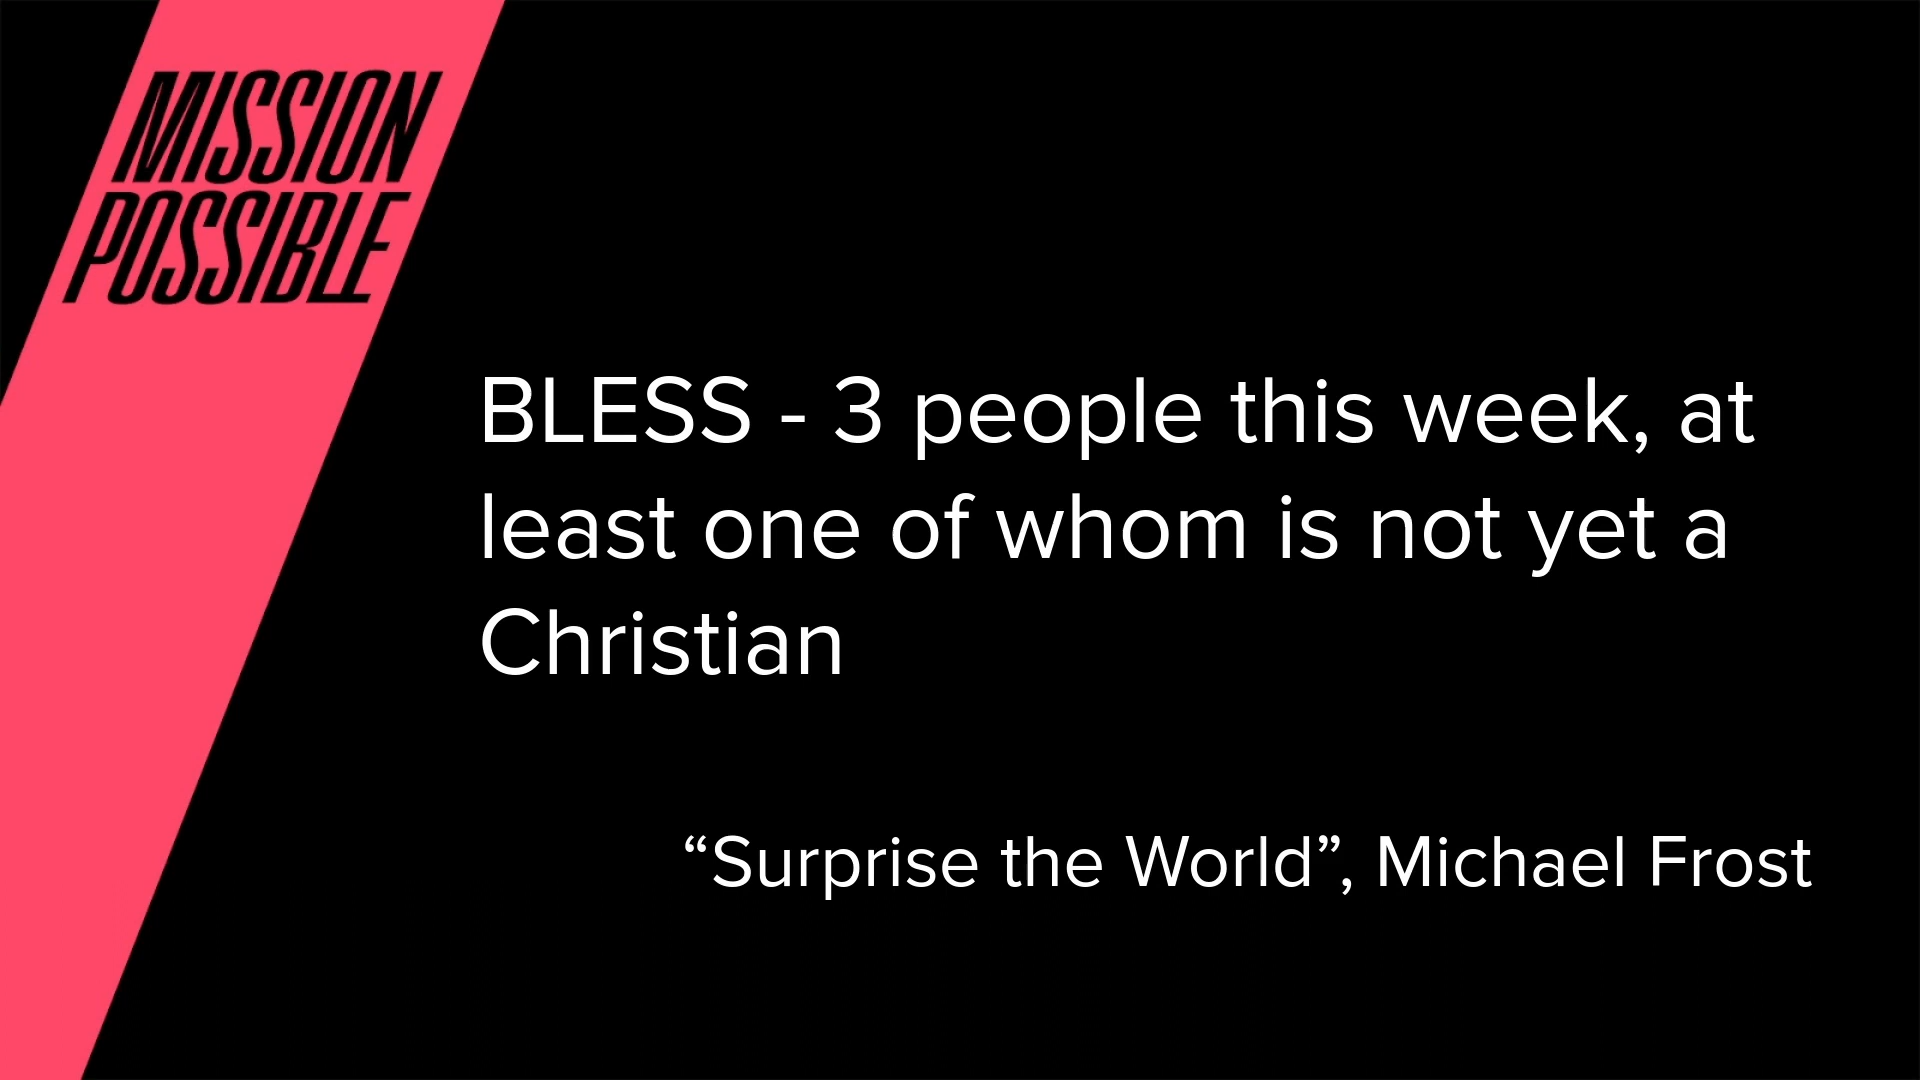 MISSION
POSSIBLE
BLESS - 3 people this week, at
least one of whom is not yet a
Christian
“Surprise the World”, Michael Frost